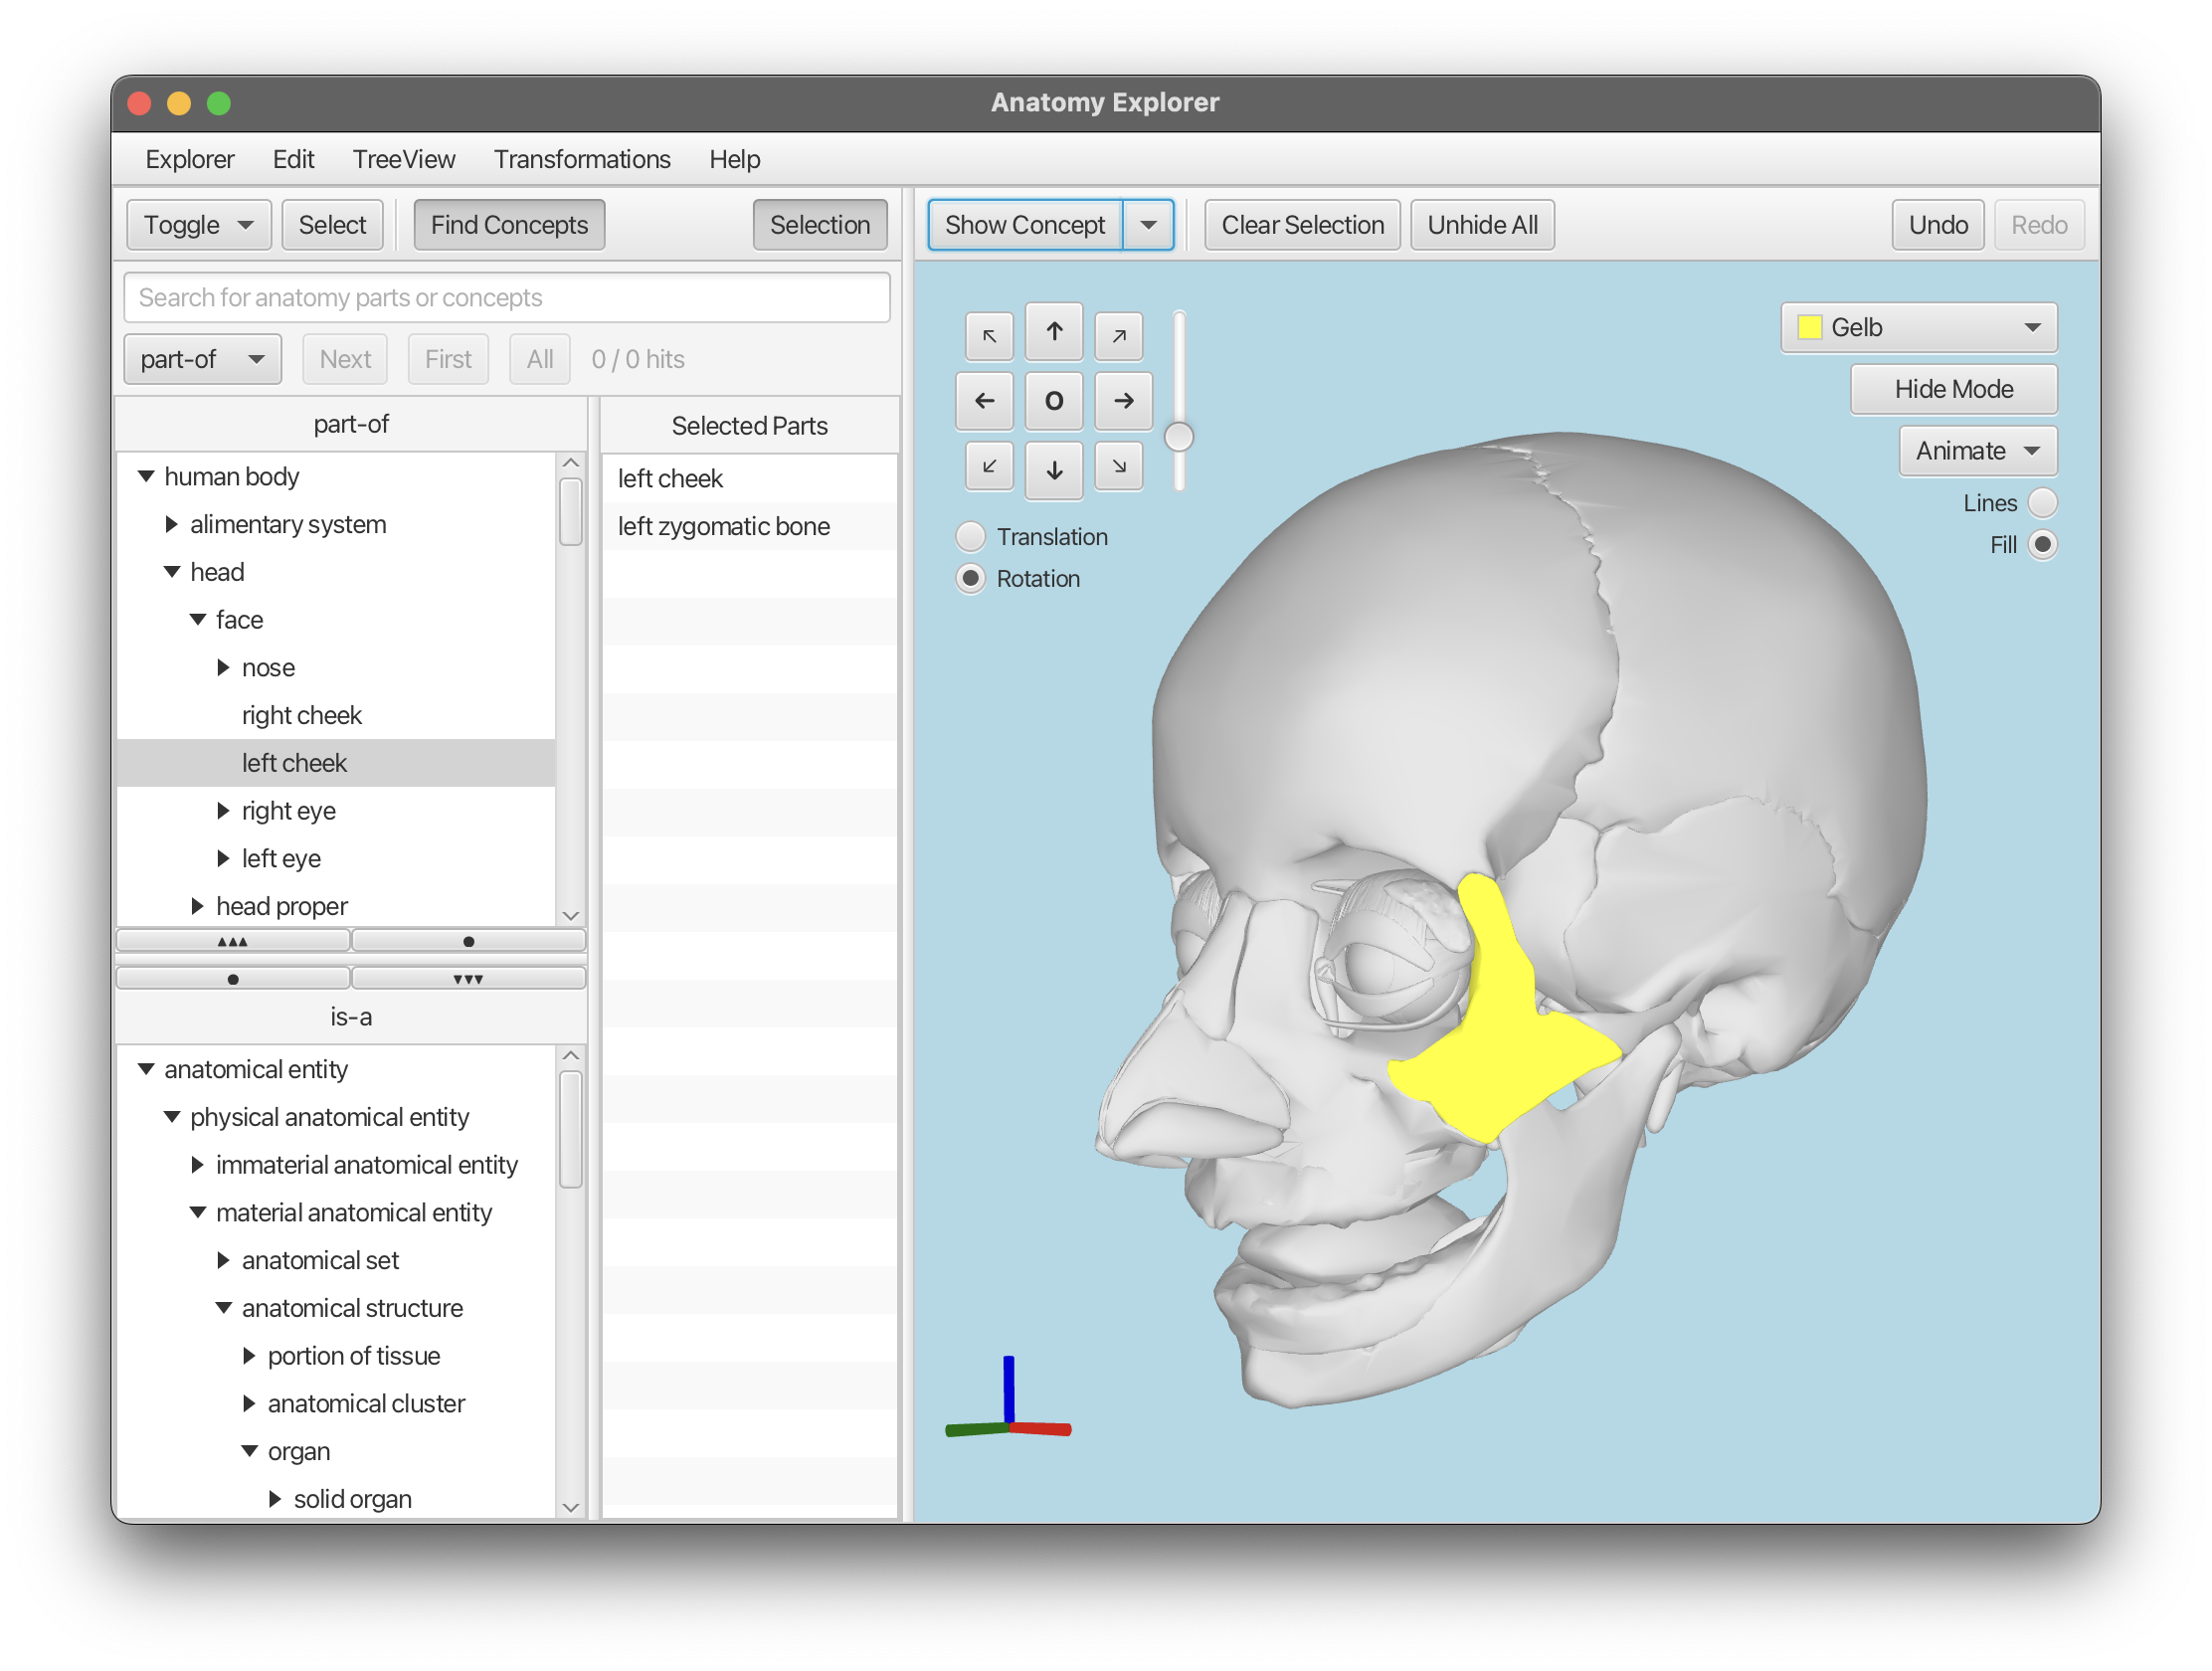 Anatomy Explorer
Explorer Edit TreeView Transformations Help
Toggle Select Find Concepts Selection Show Concept Clear Selection Unhide All Undo Redo
Search for anatomy parts or concepts
part-of Next First All 0 / 0 hits
part-of
human body
alimentary system
head
face
nose
right cheek
left cheek
right eye
left eye
head proper
is-a
anatomical entity
physical anatomical entity
immaterial anatomical entity
material anatomical entity
anatomical set
anatomical structure
portion of tissue
anatomical cluster
organ
solid organ
Selected Parts
left cheek
left zygomatic bone
O
Translation
Rotation
Gelb
Hide Mode
Animate
Lines
Fill